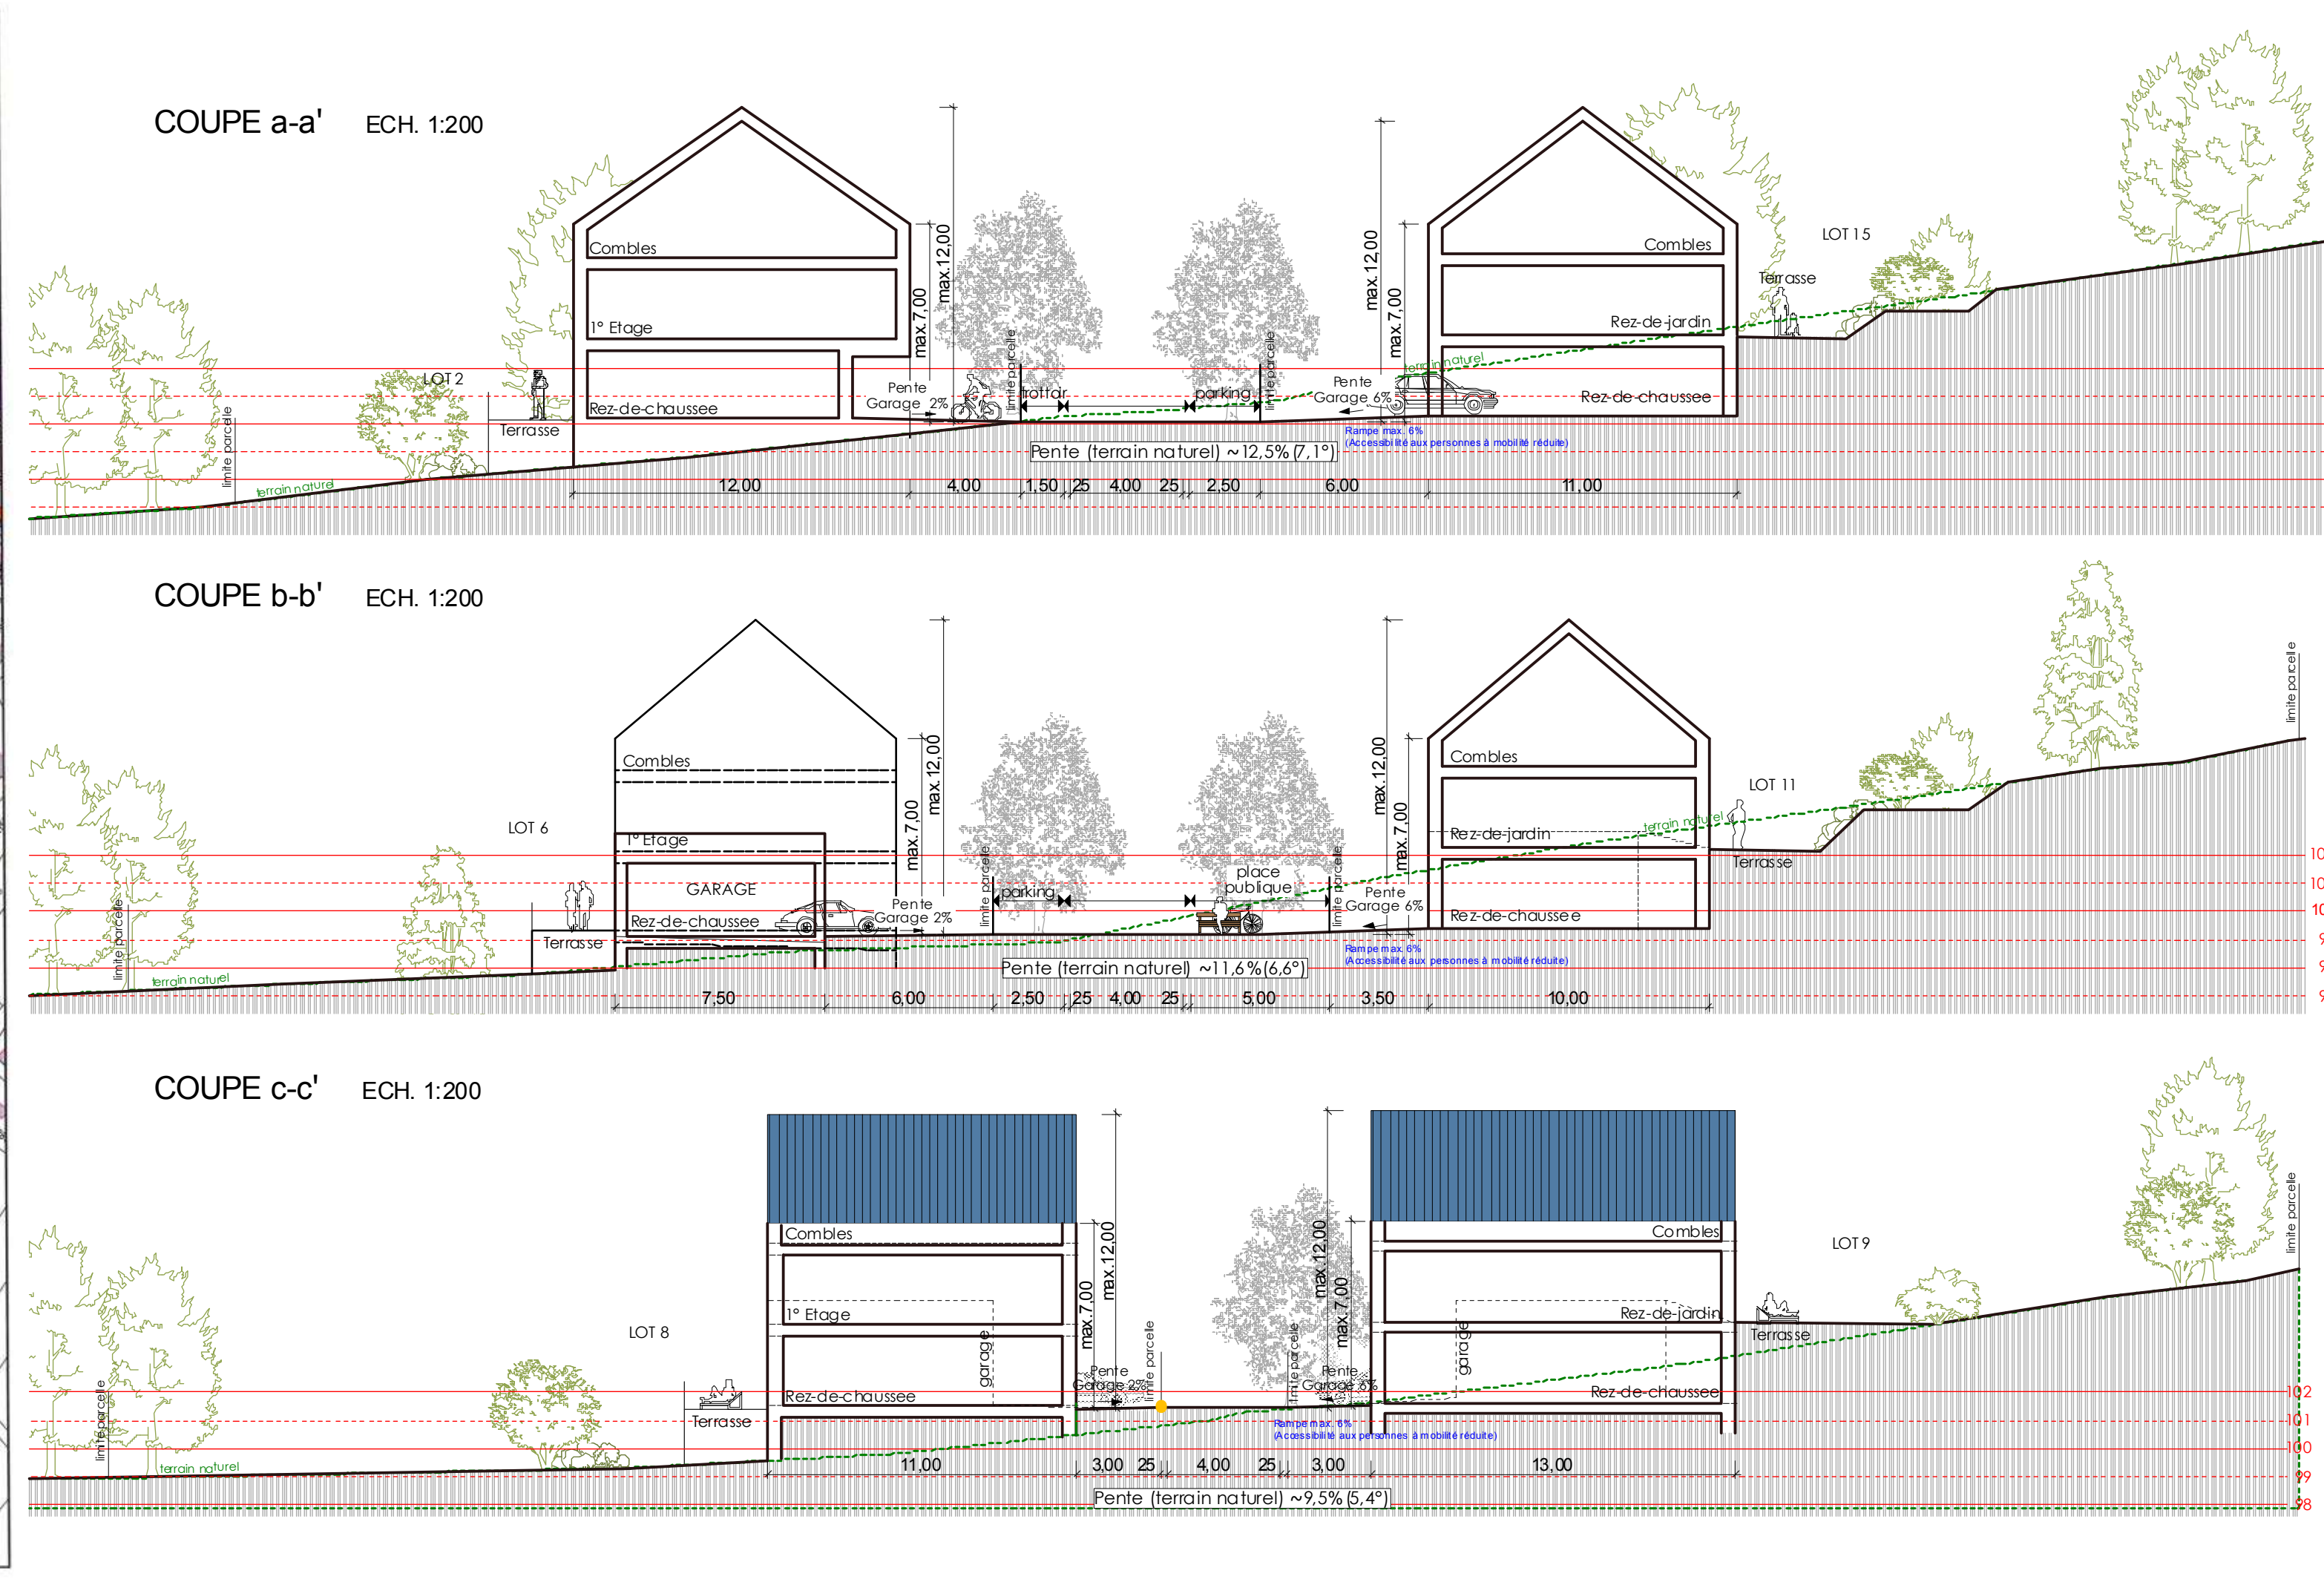 COUPE a-a' ECH. 1:200
LOT 15
Combles
Combles
max.12,00
max.12,00
Terrasse
max.7,00
max.7,00
1° Etage
Rez-de-jardin
terrain naturel
LOT 2
Pente
Garage 2%
limite parcelle
trottoir
parking
limite parcelle
Pente
Garage 6%
Rez-de-chaussee
Rez-de-chaussee
limite parcelle
Terrasse
Rampe max. 6%
(Accessibilité aux personnes à mobilité réduite)
Pente (terrain naturel) ~12,5% (7,1°)
terrain naturel
12,00 4,00 1,50 25 4,00 25 2,50 6,00 11,00
COUPE b-b' ECH. 1:200
limite parcelle
Combles
Combles
max.12,00
max.12,00
LOT 11
LOT 6
max.7,00
max.7,00
1° Etage
Rez-de-jardin
terrain naturel
10
Terrasse
GARAGE
limite parcelle
parking
place
publique
limite parcelle
10
Pente
Garage 2%
Pente
Garage 6%
10
Rez-de-chaussee
Rez-de-chaussee
limite parcelle
Terrasse
9
Rampe max. 6%
(Accessibilité aux personnes à mobilité réduite)
Pente (terrain naturel) ~11,6% (6,6°)
9
terrain naturel
7,50 6,00 2,50 25 4,00 25 5,00 3,50 10,00
9
COUPE c-c' ECH. 1:200
limite parcelle
Combles
Combles
max.12,00
max.12,00
LOT 9
max.7,00
max.7,00
1° Etage
Rez-de-jardin
LOT 8
garage
garage
Terrasse
limite parcelle
limite parcelle
Pente
Garage 2%
Pente
Garage 6%
Rez-de-chaussee
Rez-de-chaussee
102
limite parcelle
Terrasse
101
Rampe max. 6%
(Accessibilité aux personnes à mobilité réduite)
100
terrain naturel
11,00 3,00 25 4,00 25 3,00 13,00
99
Pente (terrain naturel) ~9,5% (5,4°)
98